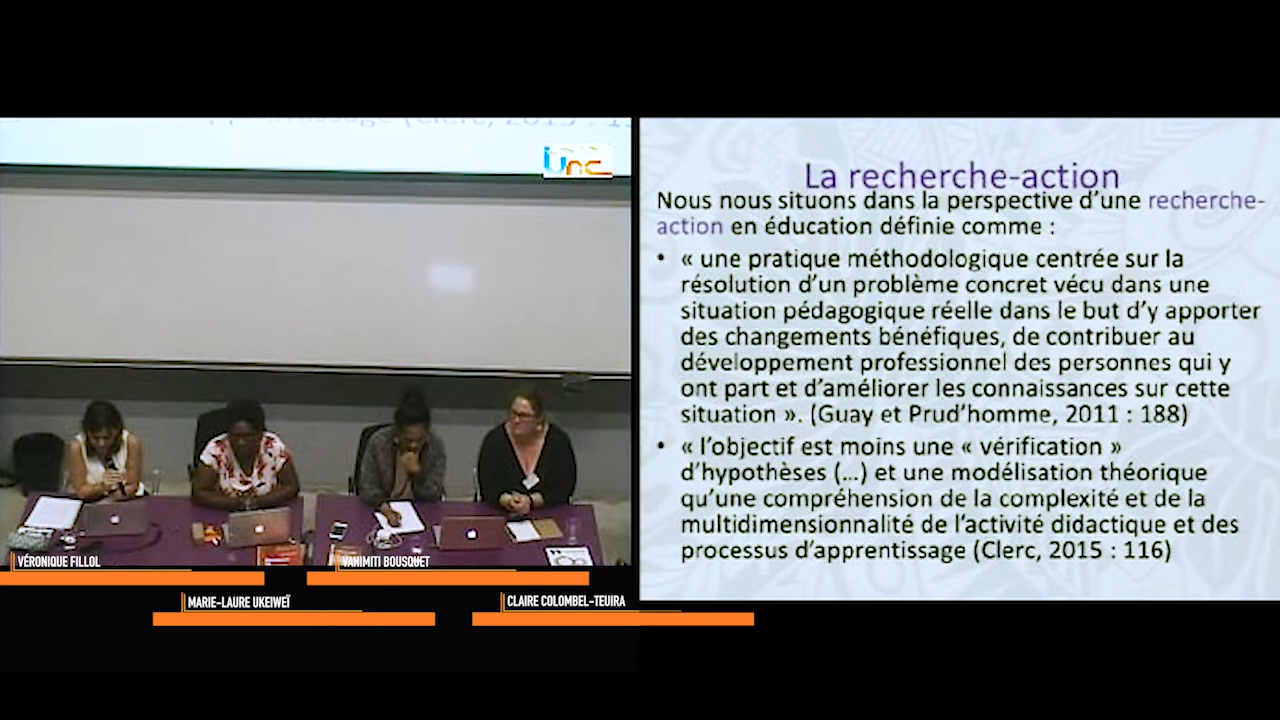 unc
VÉRONIQUE FILLOL
VANIMITI BOUSQUET
MARIE-LAURE UKEIWEÏ
CLAIRE COLOMBEL-TEUIRA
La recherche-action
Nous nous situons dans la perspective d'une recherche-
action en éducation définie comme :
• « une pratique méthodologique centrée sur la
résolution d'un problème concret vécu dans une
situation pédagogique réelle dans le but d'y apporter
des changements bénéfiques, de contribuer au
développement professionnel des personnes qui y
ont part et d'améliorer les connaissances sur cette
situation ». (Guay et Prud'homme, 2011 : 188)
• « l'objectif est moins une « vérification »
d'hypothèses (…) et une modélisation théorique
qu'une compréhension de la complexité et de la
multidimensionnalité de l'activité didactique et des
processus d'apprentissage (Clerc, 2015 : 116)